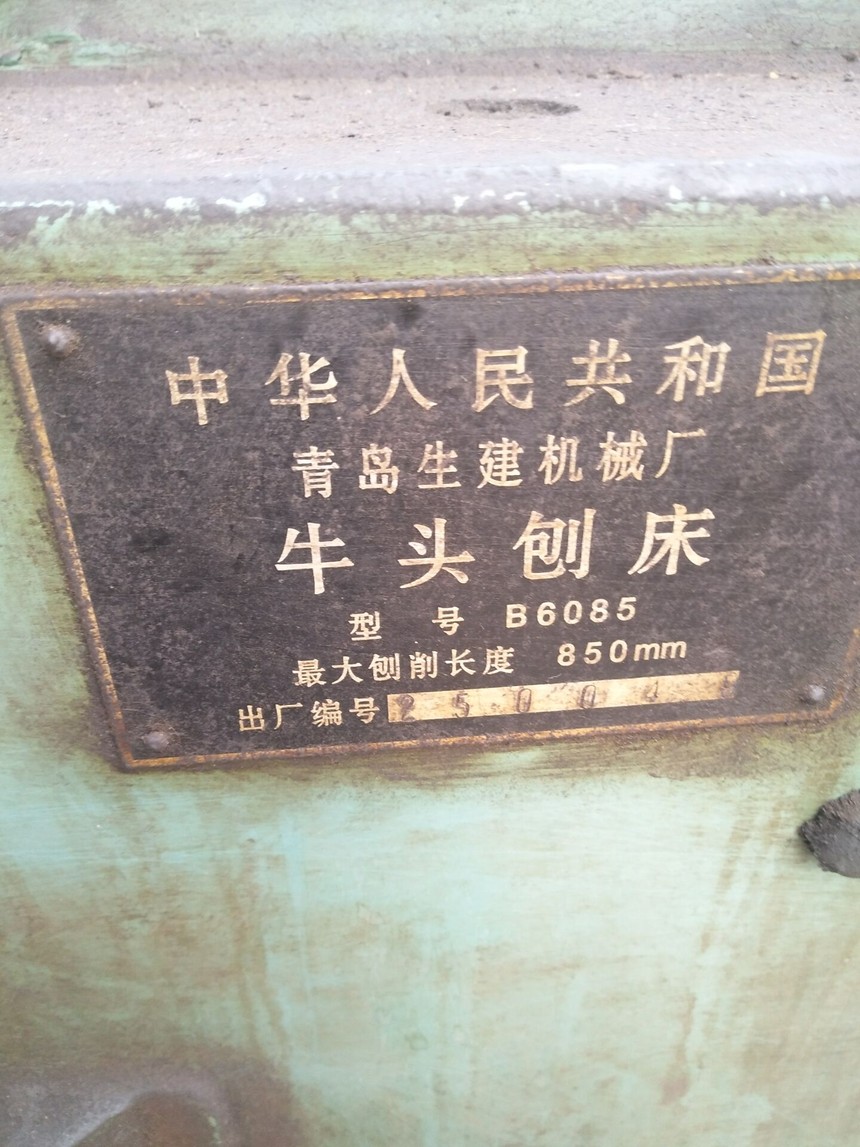 中华人民共和国
青岛生建机械厂
牛头刨床
型号 B6085
最大刨削长度 850mm
出厂编号 25004